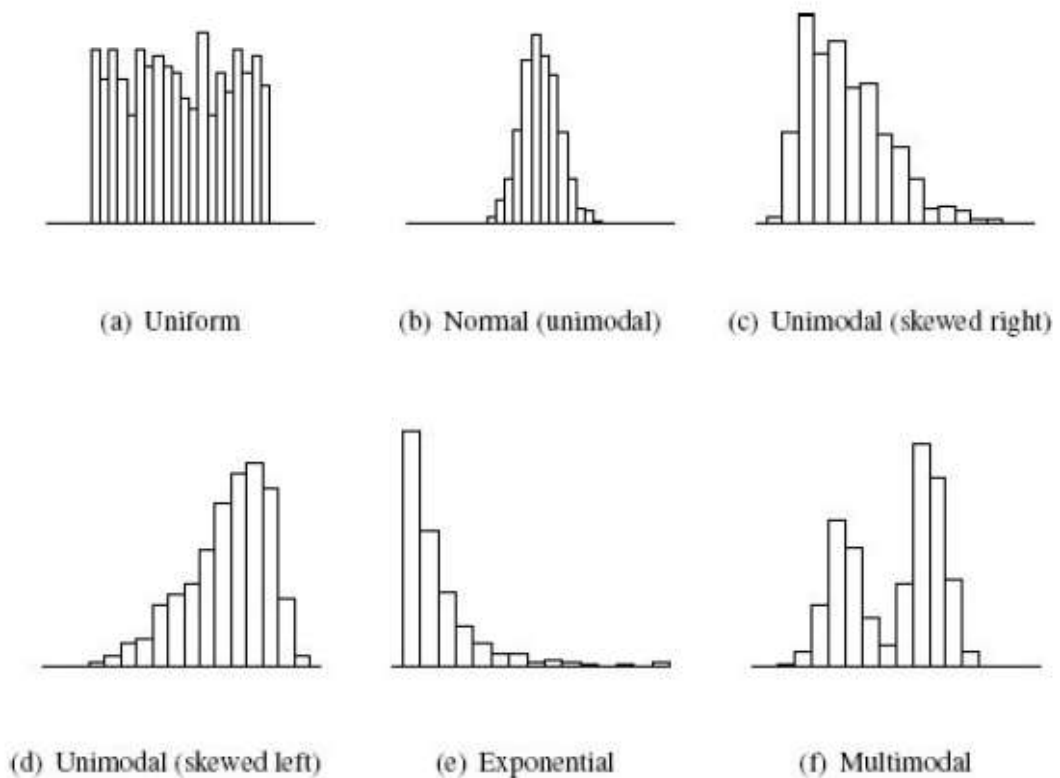 (a) Uniform
(b) Normal (unimodal)
(c) Unimodal (skewed right)
(d) Unimodal (skewed left)
(e) Exponential
(f) Multimodal